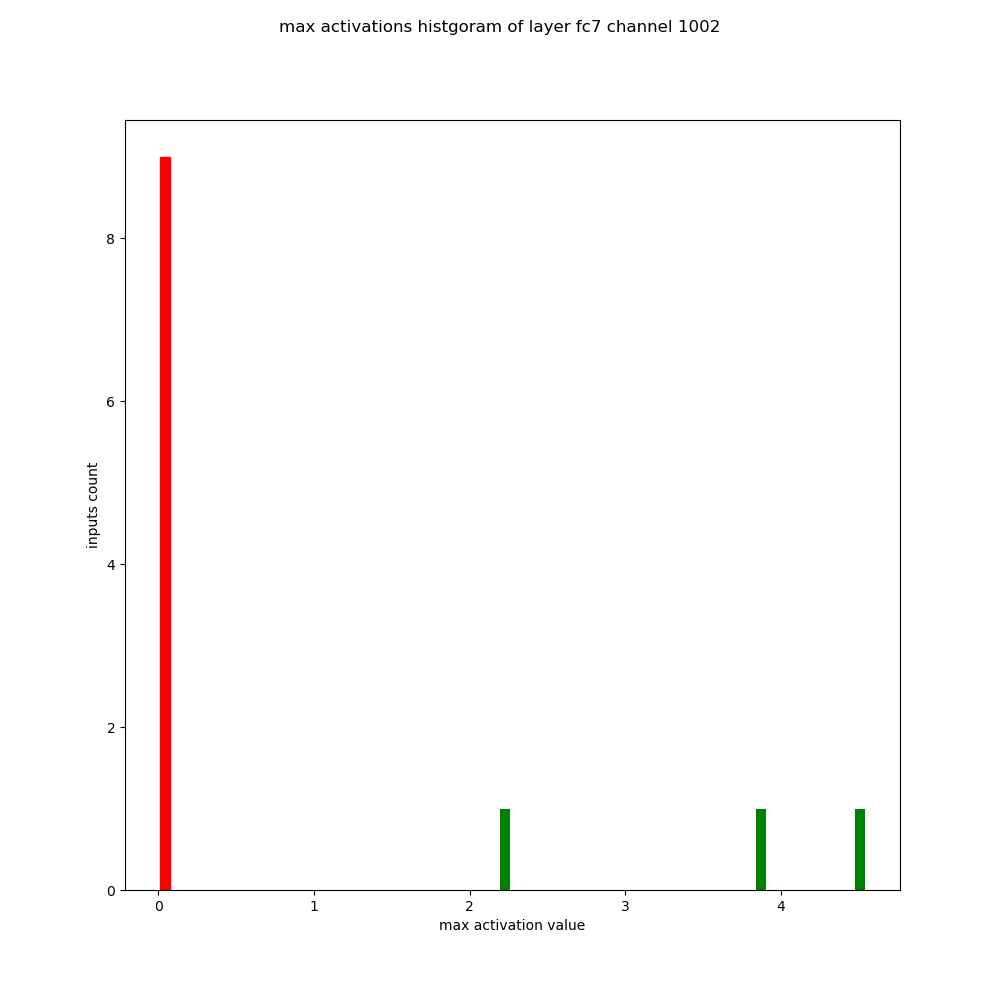 max activations histgoram of layer fc7 channel 1002
8
6
4
2
0
inputs count
0 1 2 3 4
max activation value